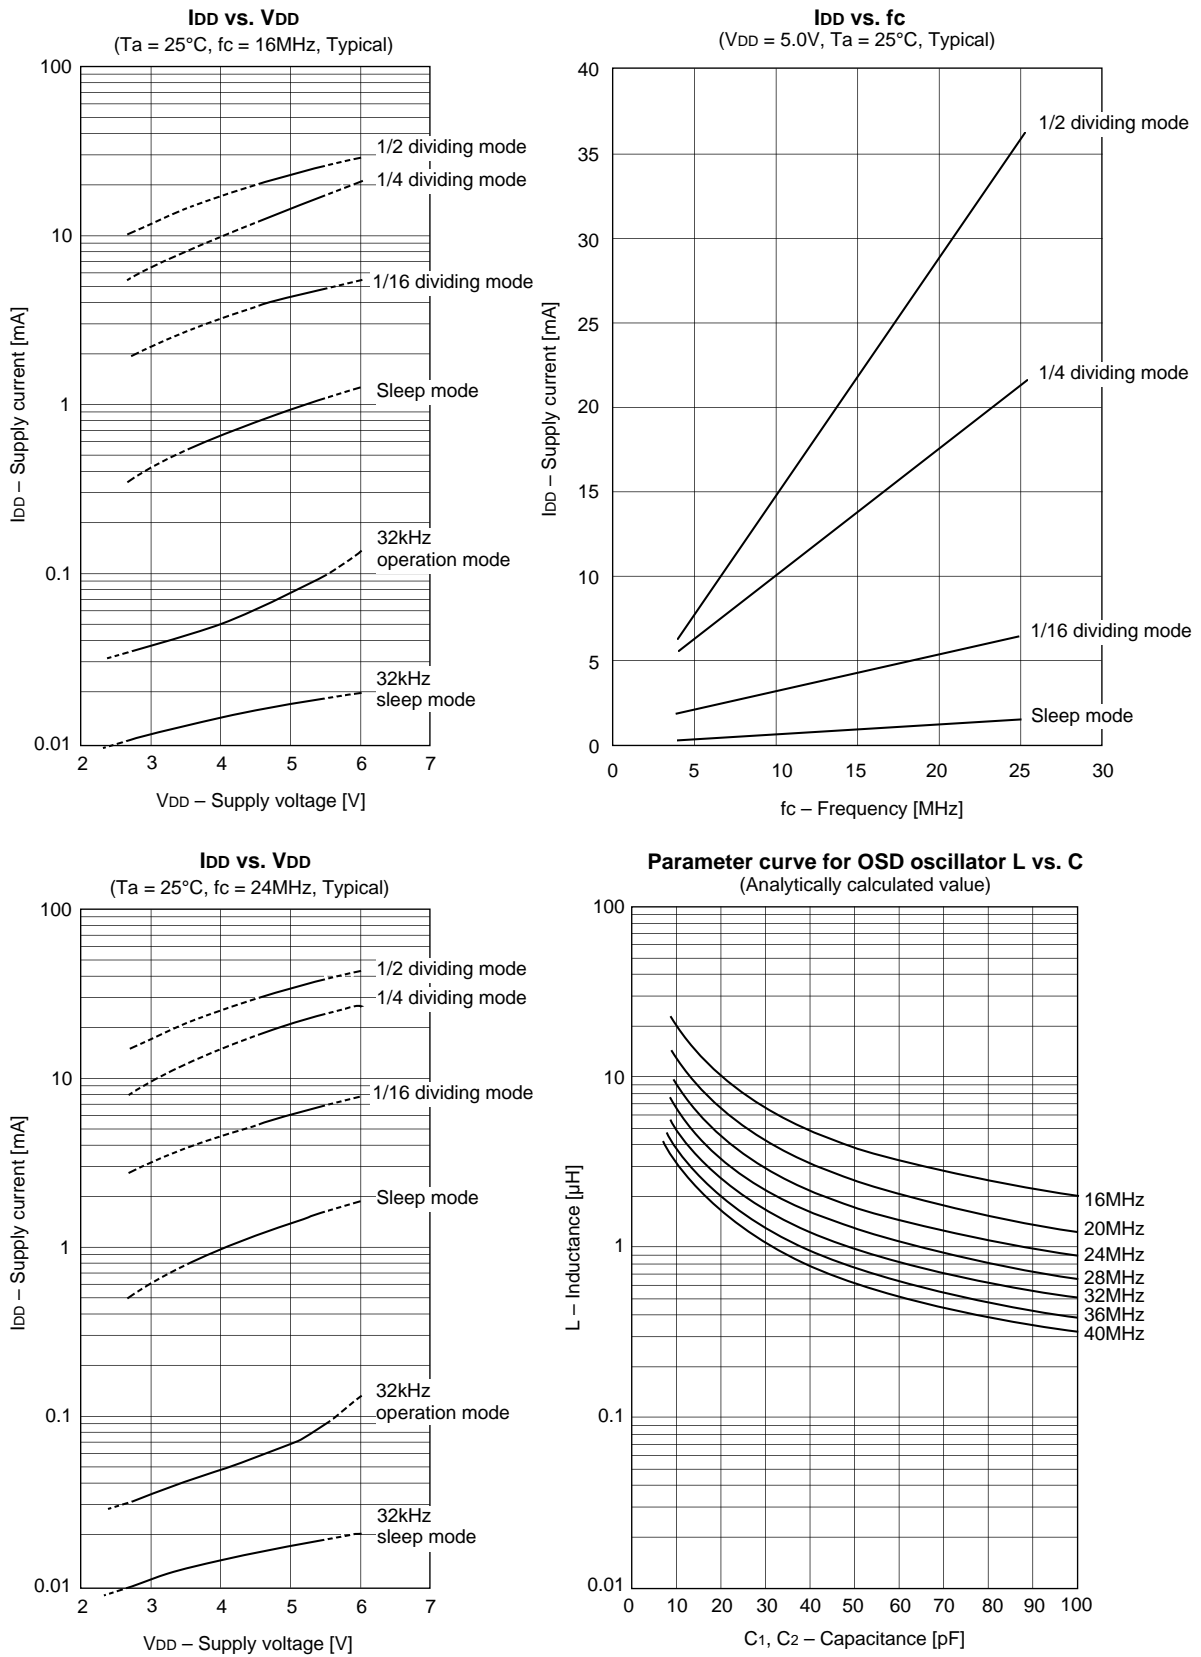 IDD vs. VDD
(Ta = 25°C, fc = 16MHz, Typical)
100
10
1
0.1
0.01
IDD – Supply current [mA]
1/2 dividing mode
1/4 dividing mode
1/16 dividing mode
Sleep mode
32kHz
operation mode
32kHz
sleep mode
2 3 4 5 6 7
VDD – Supply voltage [V]
IDD vs. fc
(VDD = 5.0V, Ta = 25°C, Typical)
40
35
30
25
20
15
10
5
0
IDD – Supply current [mA]
1/2 dividing mode
1/4 dividing mode
1/16 dividing mode
Sleep mode
0 5 10 15 20 25 30
fc – Frequency [MHz]
IDD vs. VDD
(Ta = 25°C, fc = 24MHz, Typical)
100
10
1
0.1
0.01
IDD – Supply current [mA]
1/2 dividing mode
1/4 dividing mode
1/16 dividing mode
Sleep mode
32kHz
operation mode
32kHz
sleep mode
2 3 4 5 6 7
VDD – Supply voltage [V]
Parameter curve for OSD oscillator L vs. C
(Analytically calculated value)
100
10
1
0.1
0.01
L – Inductance [µH]
16MHz
20MHz
24MHz
28MHz
32MHz
36MHz
40MHz
0 10 20 30 40 50 60 70 80 90 100
C1, C2 – Capacitance [pF]